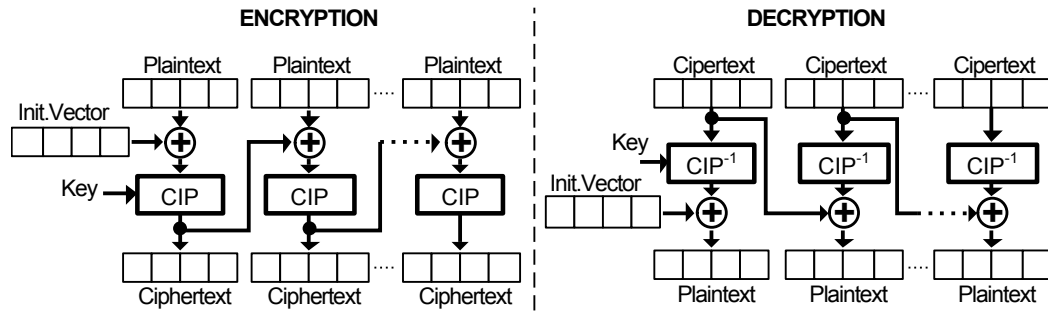 ENCRYPTION
Plaintext Plaintext Plaintext
Init.Vector
Key
CIP CIP CIP
Ciphertext Ciphertext Ciphertext
DECRYPTION
Cipertext Cipertext Cipertext
Key
CIP-1 CIP-1 CIP-1
Init.Vector
Plaintext Plaintext Plaintext